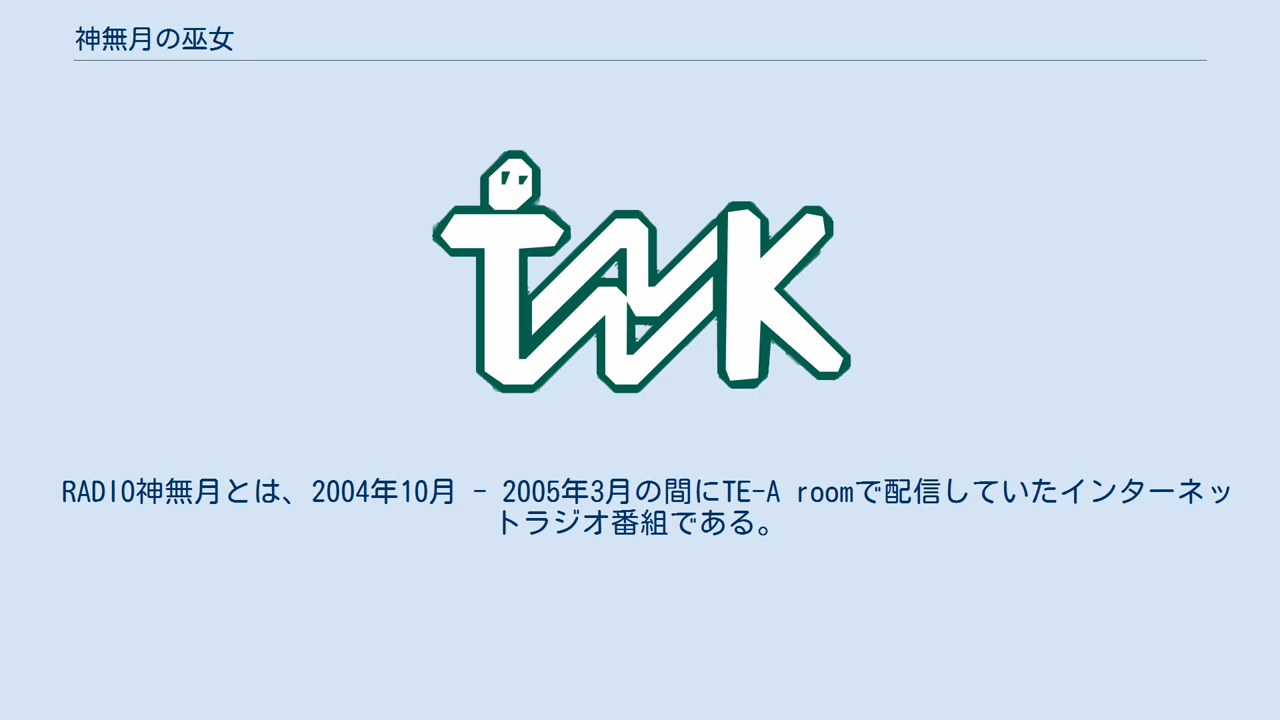 神無月の巫女
TNK
RADIO神無月とは、2004年10月 - 2005年3月の間にTE-A roomで配信していたインターネッ
トラジオ番組である。